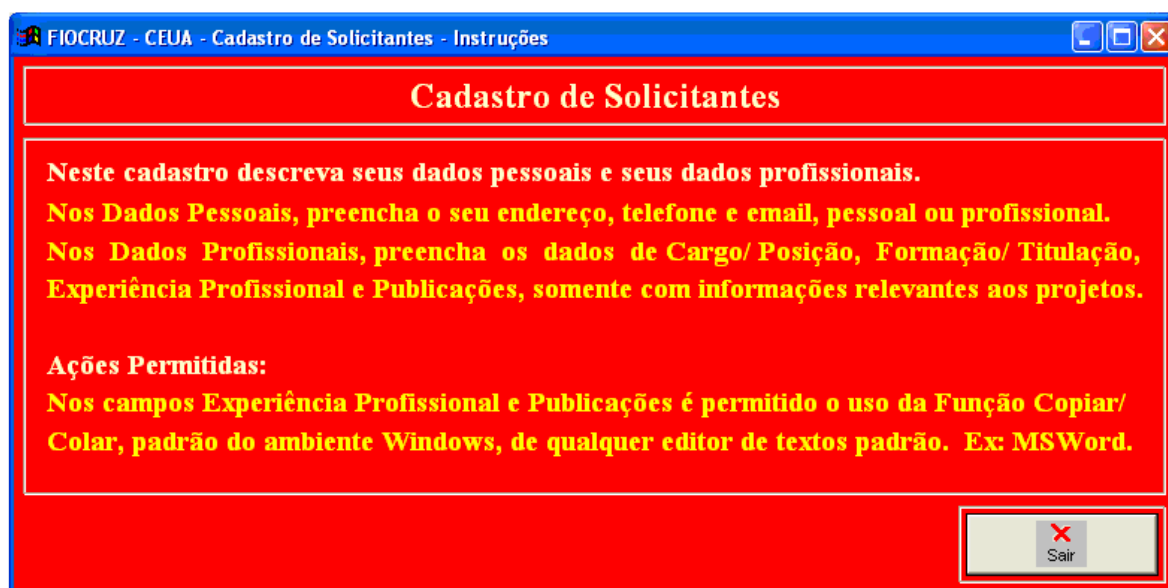 FIOCRUZ - CEUA - Cadastro de Solicitantes - Instruções
Cadastro de Solicitantes
Neste cadastro descreva seus dados pessoais e seus dados profissionais.
Nos Dados Pessoais, preencha o seu endereço, telefone e email, pessoal ou profissional.
Nos Dados Profissionais, preencha os dados de Cargo/ Posição, Formação/ Titulação,
Experiência Profissional e Publicações, somente com informações relevantes aos projetos.
Ações Permitidas:
Nos campos Experiência Profissional e Publicações é permitido o uso da Função Copiar/
Colar, padrão do ambiente Windows, de qualquer editor de textos padrão. Ex: MSWord.
Sair